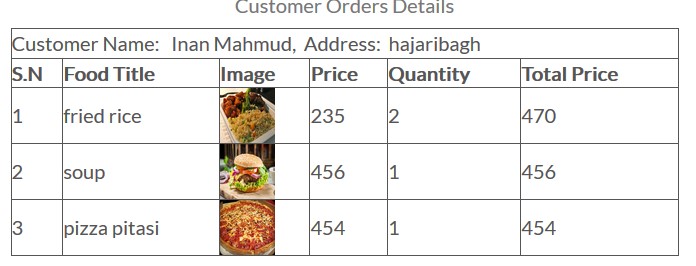 Customer Orders Details
Customer Name: Inan Mahmud, Address: hajaribagh
S.N Food Title Image Price Quantity Total Price
1 fried rice 235 2 470
2 soup 456 1 456
3 pizza pitasi 454 1 454